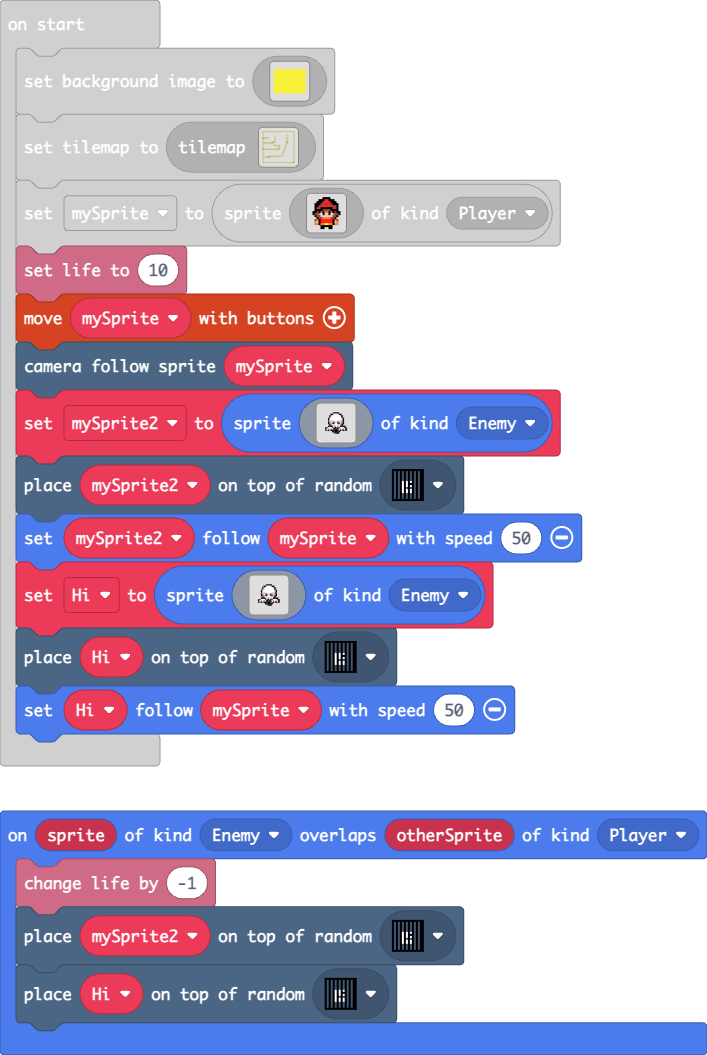 on start
set background image to
set tilemap to tilemap
set mySprite to sprite of kind Player
set life to 10
move mySprite with buttons
camera follow sprite mySprite
set mySprite2 to sprite of kind Enemy
place mySprite2 on top of random
set mySprite2 follow mySprite with speed 50
set Hi to sprite of kind Enemy
place Hi on top of random
set Hi follow mySprite with speed 50
on sprite of kind Enemy overlaps otherSprite of kind Player
change life by -1
place mySprite2 on top of random
place Hi on top of random